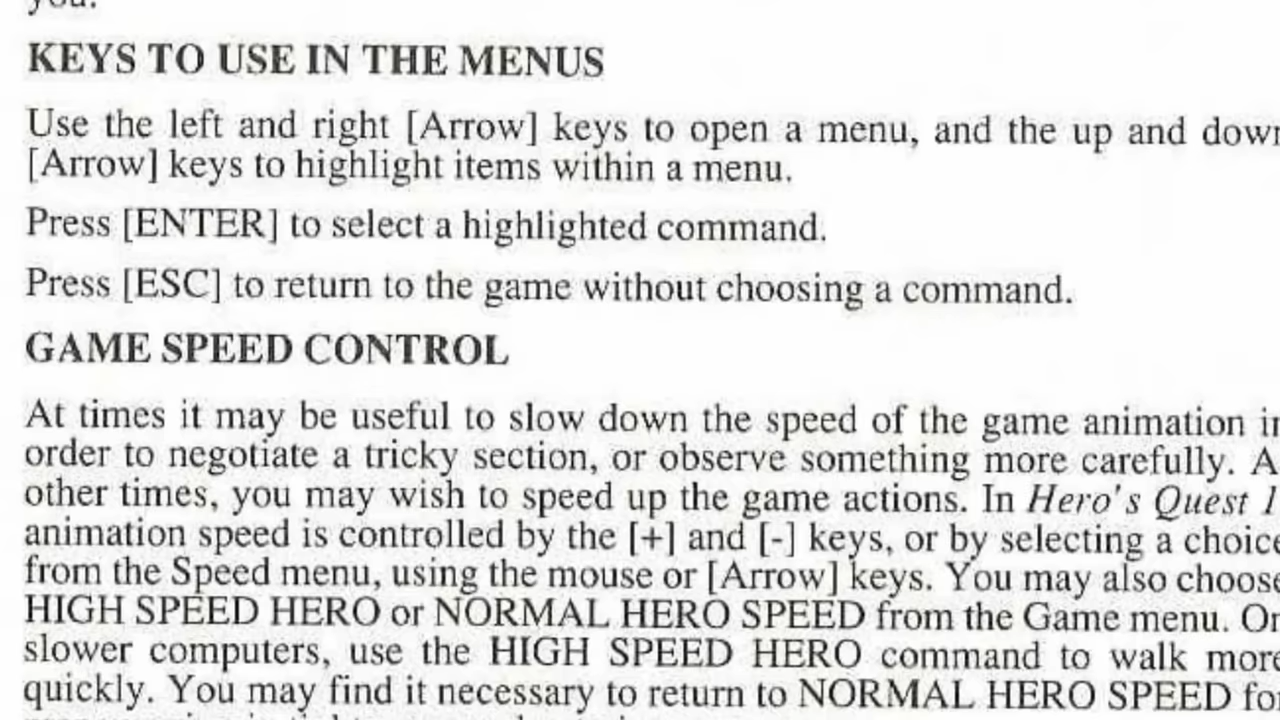 you.
KEYS TO USE IN THE MENUS
Use the left and right [Arrow] keys to open a menu, and the up and down
[Arrow] keys to highlight items within a menu.
Press [ENTER] to select a highlighted command.
Press [ESC] to return to the game without choosing a command.
GAME SPEED CONTROL
At times it may be useful to slow down the speed of the game animation in
order to negotiate a tricky section, or observe something more carefully. A
other times, you may wish to speed up the game actions. In Hero's Quest I
animation speed is controlled by the [+] and [-] keys, or by selecting a choice
from the Speed menu, using the mouse or [Arrow] keys. You may also choose
HIGH SPEED HERO or NORMAL HERO SPEED from the Game menu. On
slower computers, use the HIGH SPEED HERO command to walk more
quickly. You may find it necessary to return to NORMAL HERO SPEED for